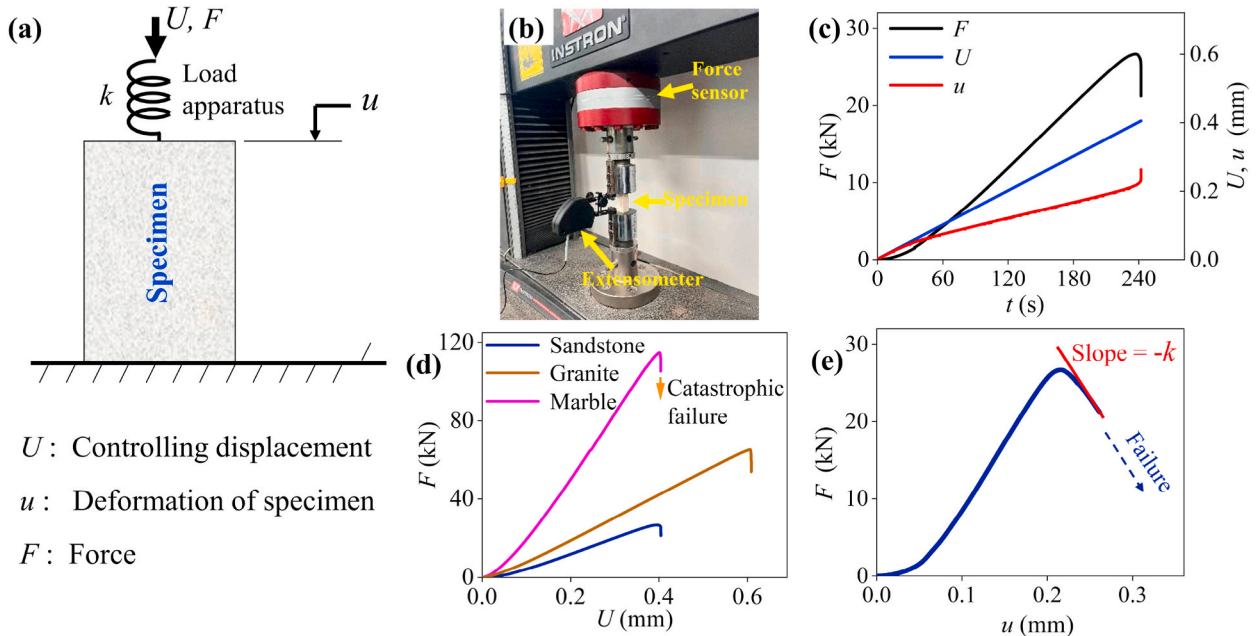 (a)
U, F
k
Load
apparatus
u
Specimen
U : Controlling displacement
u : Deformation of specimen
F : Force
(b)
INSTRON
Force
sensor
Specimen
Extensometer
(c)
F
U
u
F (kN)
30
20
10
0
U, u (mm)
0.6
0.4
0.2
0.0
0 60 120 180 240
t (s)
(d)
Sandstone
Granite
Marble
Catastrophic
failure
F (kN)
120
80
40
0
0.0 0.2 0.4 0.6
U (mm)
(e)
Slope = -k
Failure
F (kN)
30
20
10
0
0.0 0.1 0.2 0.3
u (mm)